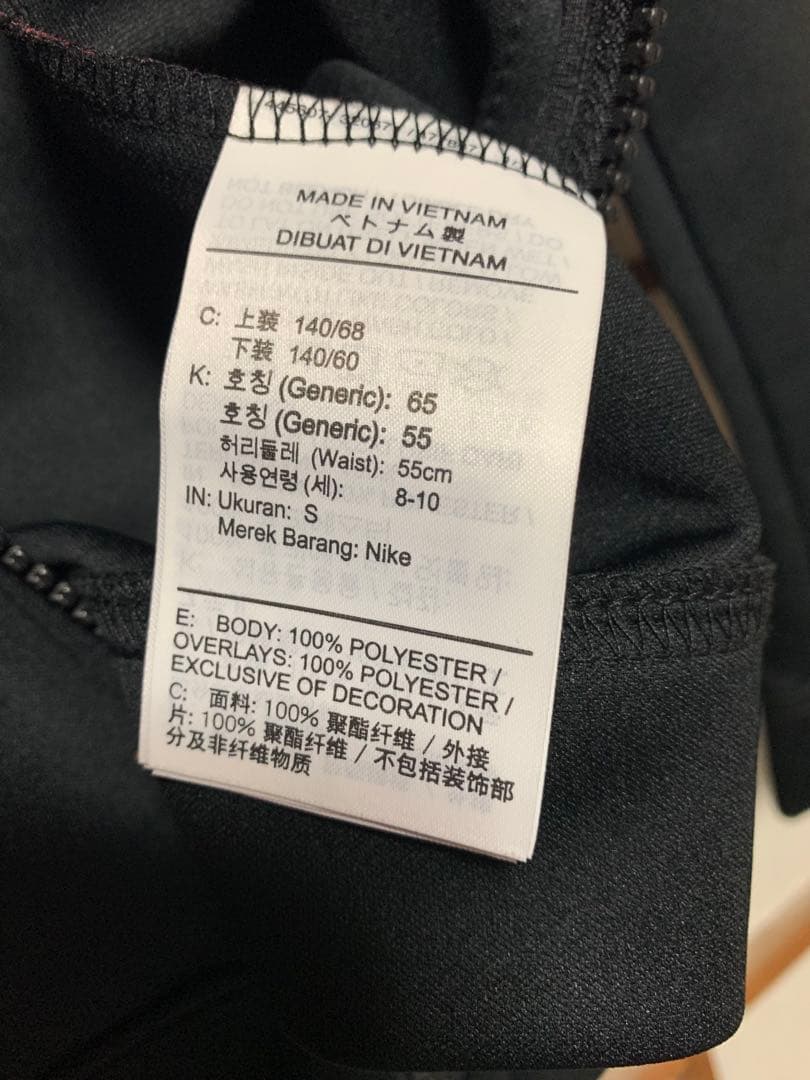 MADE IN VIETNAM
ベトナム製
DIBUAT DI VIETNAM
C: 上装 140/68
下装 140/60
K: 호칭 (Generic): 65
호칭 (Generic): 55
허리둘레 (Waist): 55cm
사용연령 (세): 8-10
IN: Ukuran: S
Merek Barang: Nike
E: BODY: 100% POLYESTER /
OVERLAYS: 100% POLYESTER /
EXCLUSIVE OF DECORATION
C: 面料: 100% 聚酯纤维 / 外接
片: 100% 聚酯纤维 / 不包括装饰部
分及非纤维物质